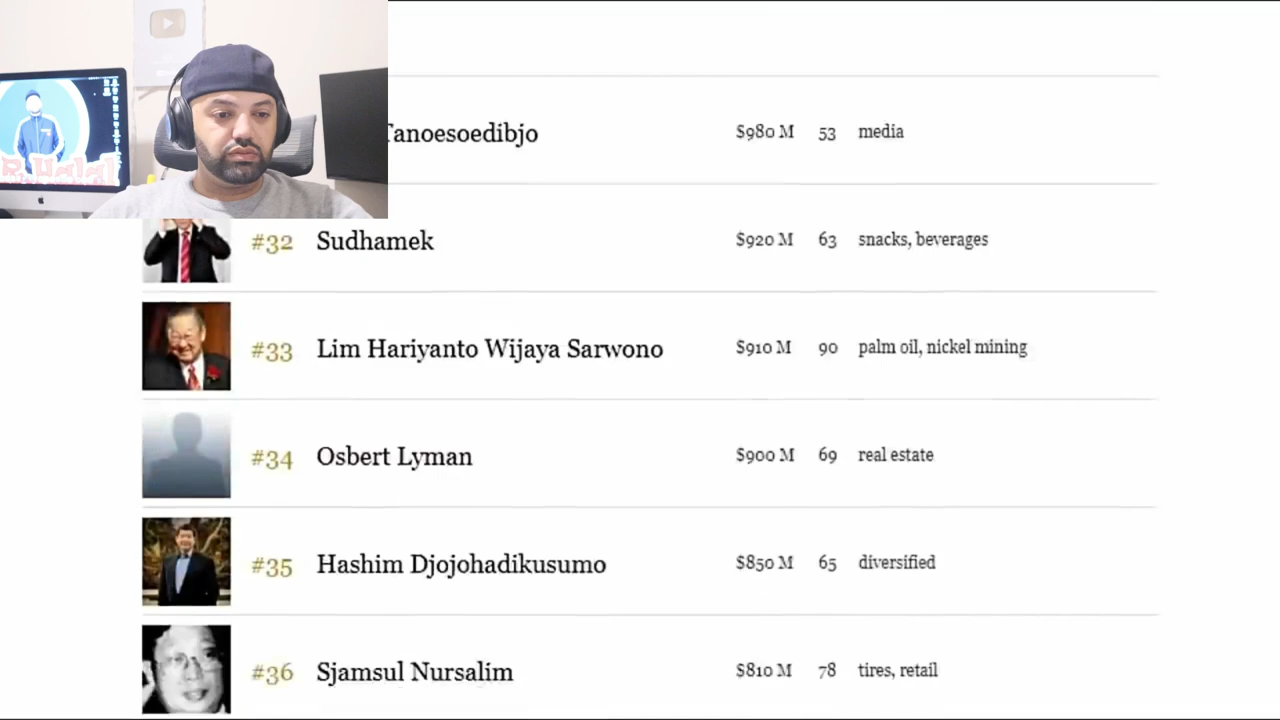 Tanoesoedibjo $980 M 53 media
#32 Sudhamek $920 M 63 snacks, beverages
#33 Lim Hariyanto Wijaya Sarwono $910 M 90 palm oil, nickel mining
#34 Osbert Lyman $900 M 69 real estate
#35 Hashim Djojohadikusumo $850 M 65 diversified
#36 Sjamsul Nursalim $810 M 78 tires, retail